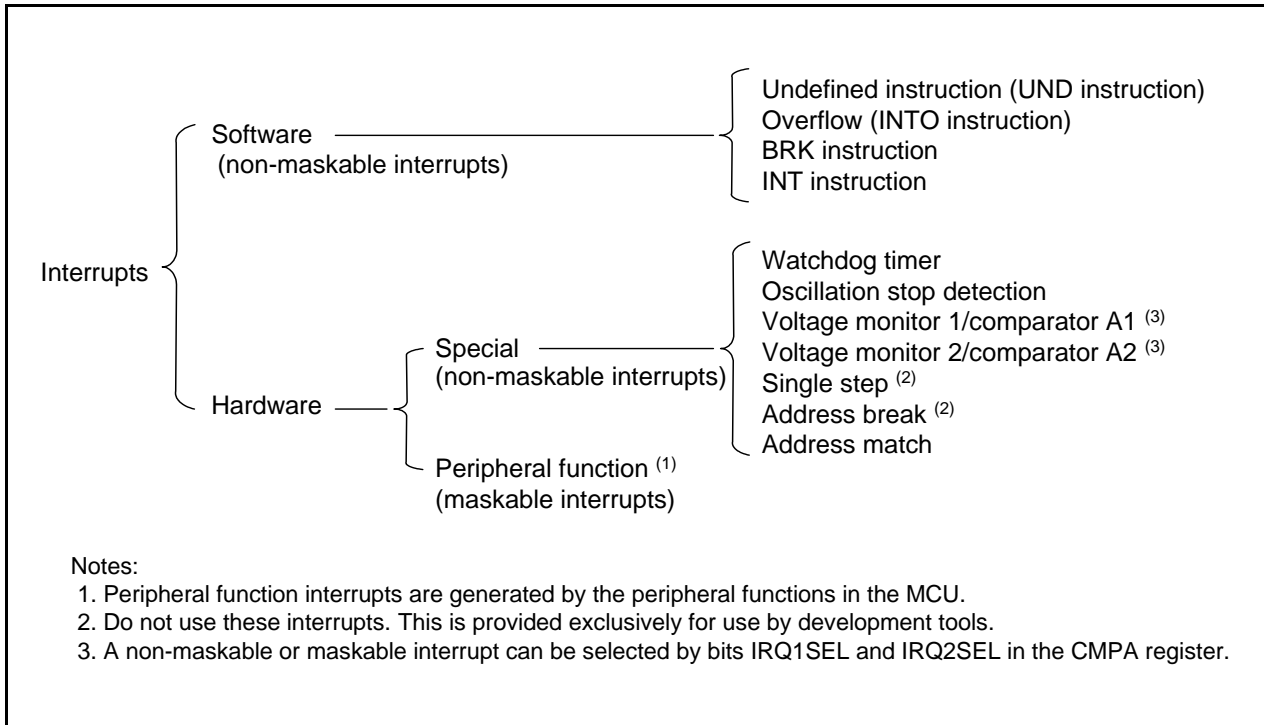 Interrupts
Software
(non-maskable interrupts)
Undefined instruction (UND instruction)
Overflow (INTO instruction)
BRK instruction
INT instruction
Hardware
Special
(non-maskable interrupts)
Watchdog timer
Oscillation stop detection
Voltage monitor 1/comparator A1 (3)
Voltage monitor 2/comparator A2 (3)
Single step (2)
Address break (2)
Address match
Peripheral function (1)
(maskable interrupts)
Notes:
1. Peripheral function interrupts are generated by the peripheral functions in the MCU.
2. Do not use these interrupts. This is provided exclusively for use by development tools.
3. A non-maskable or maskable interrupt can be selected by bits IRQ1SEL and IRQ2SEL in the CMPA register.